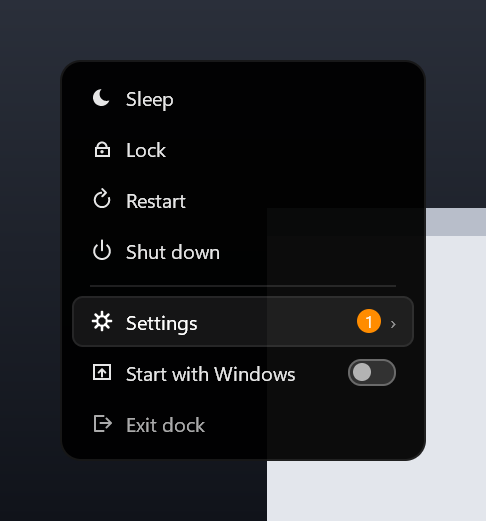 Sleep
Lock
Restart
Shut down
Settings 1 ›
Start with Windows
Exit dock